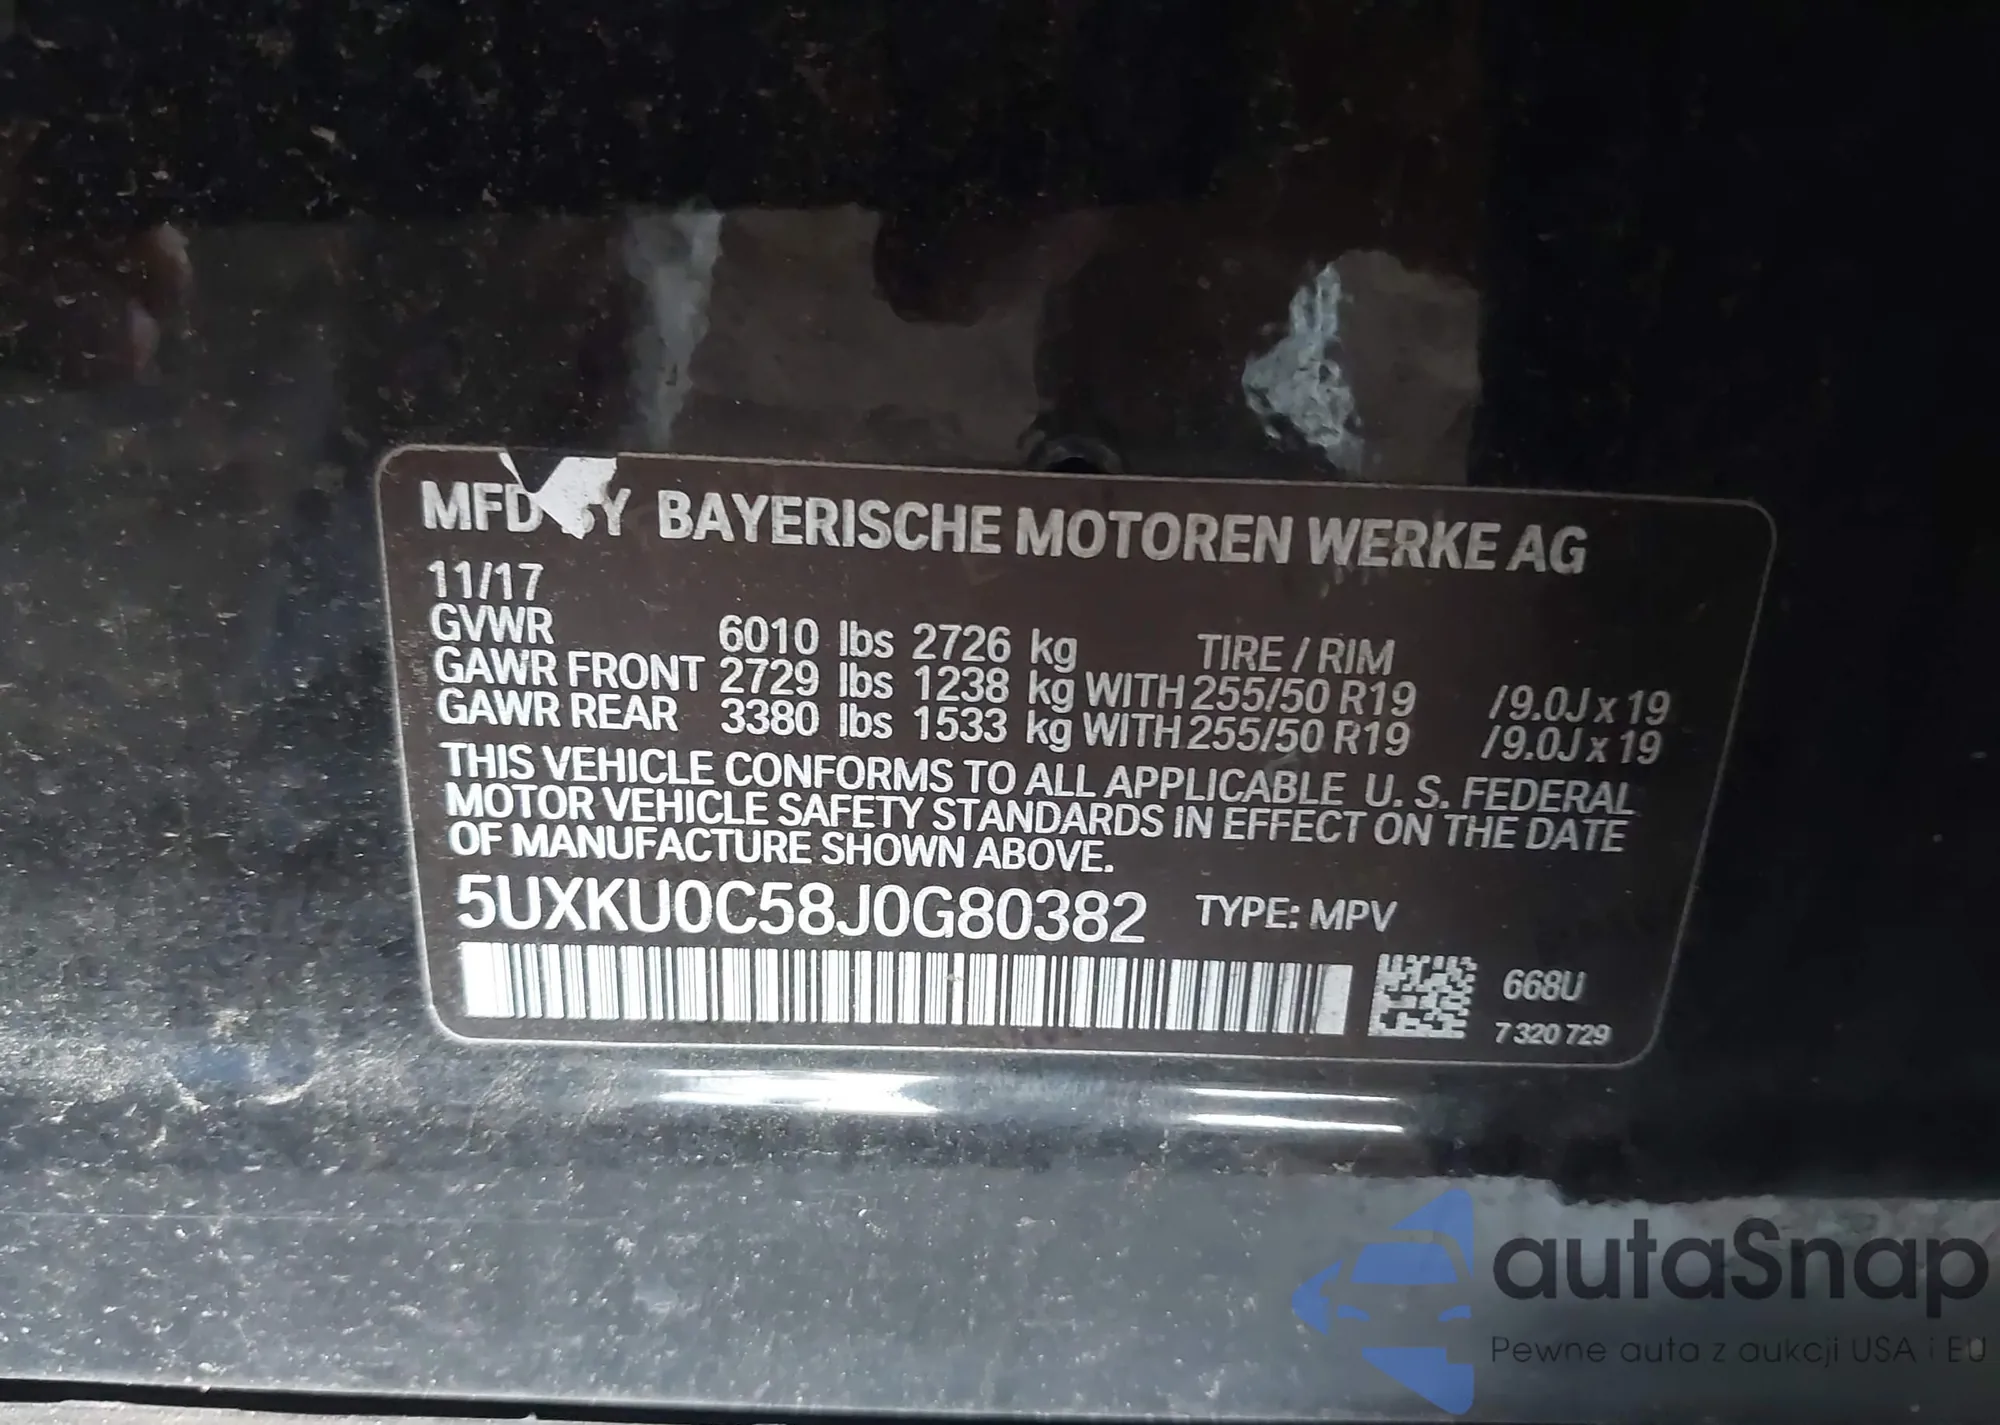 MFD BY BAYERISCHE MOTOREN WERKE AG
11/17
GVWR 6010 lbs 2726 kg TIRE / RIM
GAWR FRONT 2729 lbs 1238 kg WITH 255/50 R19 /9.0J x 19
GAWR REAR 3380 lbs 1533 kg WITH 255/50 R19 /9.0J x 19
THIS VEHICLE CONFORMS TO ALL APPLICABLE U. S. FEDERAL
MOTOR VEHICLE SAFETY STANDARDS IN EFFECT ON THE DATE
OF MANUFACTURE SHOWN ABOVE.
5UXKU0C58J0G80382 TYPE: MPV
668U
7 320 729
autaSnap
Pewne auta z aukcji USA i EU